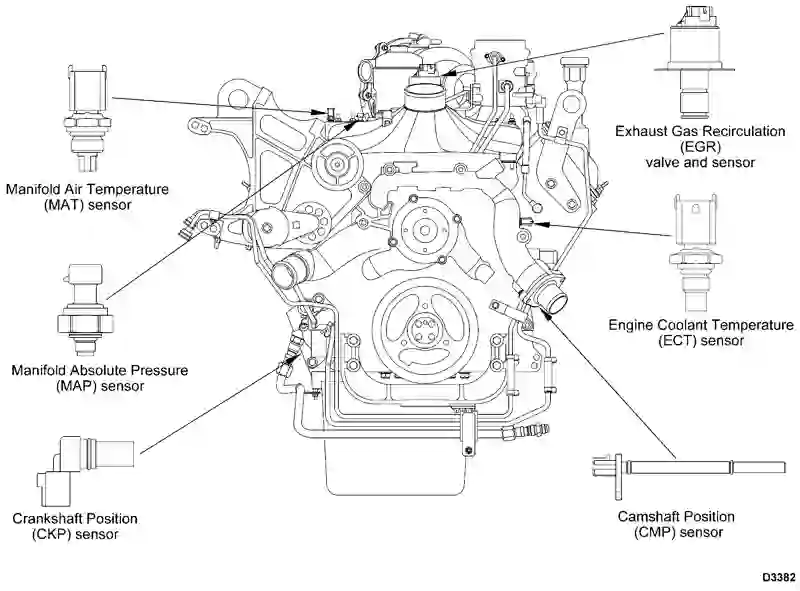 Exhaust Gas Recirculation
(EGR)
valve and sensor
Manifold Air Temperature
(MAT) sensor
Engine Coolant Temperature
(ECT) sensor
Manifold Absolute Pressure
(MAP) sensor
Crankshaft Position
(CKP) sensor
Camshaft Position
(CMP) sensor
D3382